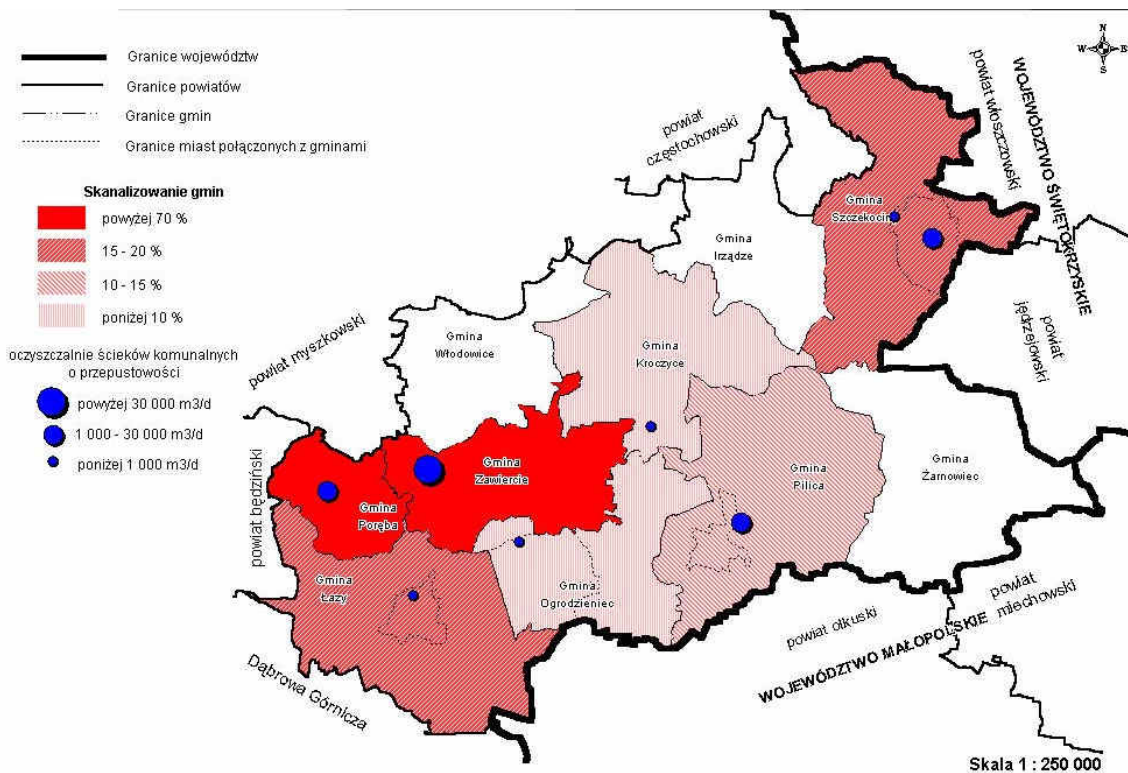 Granice województw
Granice powiatów
Granice gmin
Granice miast połączonych z gminami
Skanalizowanie gmin
powyżej 70 %
15 - 20 %
10 - 15 %
poniżej 10 %
oczyszczalnie ścieków komunalnych
o przepustowości
powyżej 30 000 m3/d
1 000 - 30 000 m3/d
poniżej 1 000 m3/d
N
W
E
S
powiat częstochowski
powiat włoszczowski
WOJEWÓDZTWO ŚWIĘTOKRZYSKIE
powiat jędrzejowski
powiat myszkowski
powiat będziński
Dąbrowa Górnicza
powiat olkuski
WOJEWÓDZTWO MAŁOPOLSKIE
powiat miechowski
Gmina
Szczekocin
Gmina
Irządze
Gmina
Włodowice
Gmina
Kroczyce
Gmina
Zawiercie
Gmina
Poręba
Gmina
Pilica
Gmina
Żarnowiec
Gmina
Łazy
Gmina
Ogrodzieniec
Skala 1 : 250 000